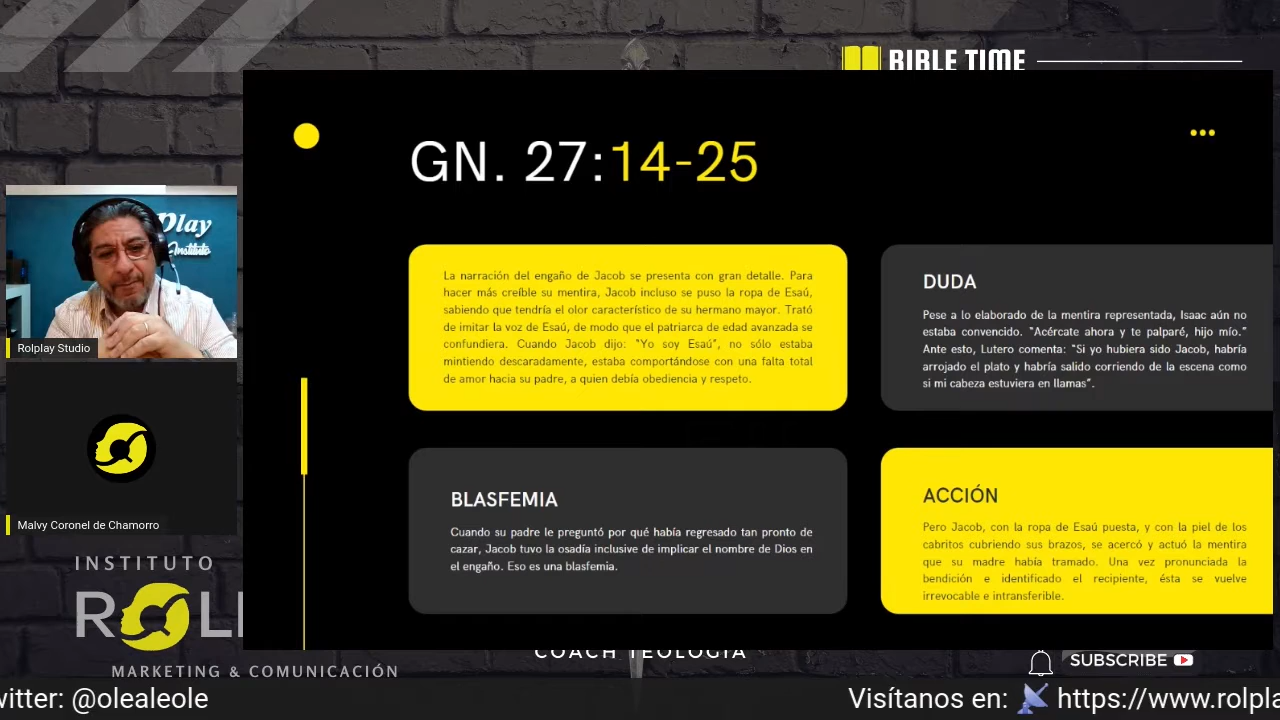 BIBLE TIME
GN. 27:14-25
Play
Instituto
Rolplay Studio
Malvy Coronel de Chamorro
La narración del engaño de Jacob se presenta con gran detalle. Para
hacer más creíble su mentira, Jacob incluso se puso la ropa de Esaú,
sabiendo que tendría el olor característico de su hermano mayor. Trató
de imitar la voz de Esaú, de modo que el patriarca de edad avanzada se
confundiera. Cuando Jacob dijo: “Yo soy Esaú”, no sólo estaba
mintiendo descaradamente, estaba comportándose con una falta total
de amor hacia su padre, a quien debía obediencia y respeto.
DUDA
Pese a lo elaborado de la mentira representada, Isaac aún no
estaba convencido. “Acércate ahora y te palparé, hijo mío.”
Ante esto, Lutero comenta: “Si yo hubiera sido Jacob, habría
arrojado el plato y habría salido corriendo de la escena como
si mi cabeza estuviera en llamas”.
BLASFEMIA
Cuando su padre le preguntó por qué había regresado tan pronto de
cazar, Jacob tuvo la osadía inclusive de implicar el nombre de Dios en
el engaño. Eso es una blasfemia.
ACCIÓN
Pero Jacob, con la ropa de Esaú puesta, y con la piel de los
cabritos cubriendo sus brazos, se acercó y actuó la mentira
que su madre había tramado. Una vez pronunciada la
bendición e identificado el recipiente, ésta se vuelve
irrevocable e intransferible.
INSTITUTO
ROL
MARKETING & COMUNICACIÓN
COACH TEOLOGÍA
SUBSCRIBE
witter: @olealeole
Visítanos en: https://www.rolpla